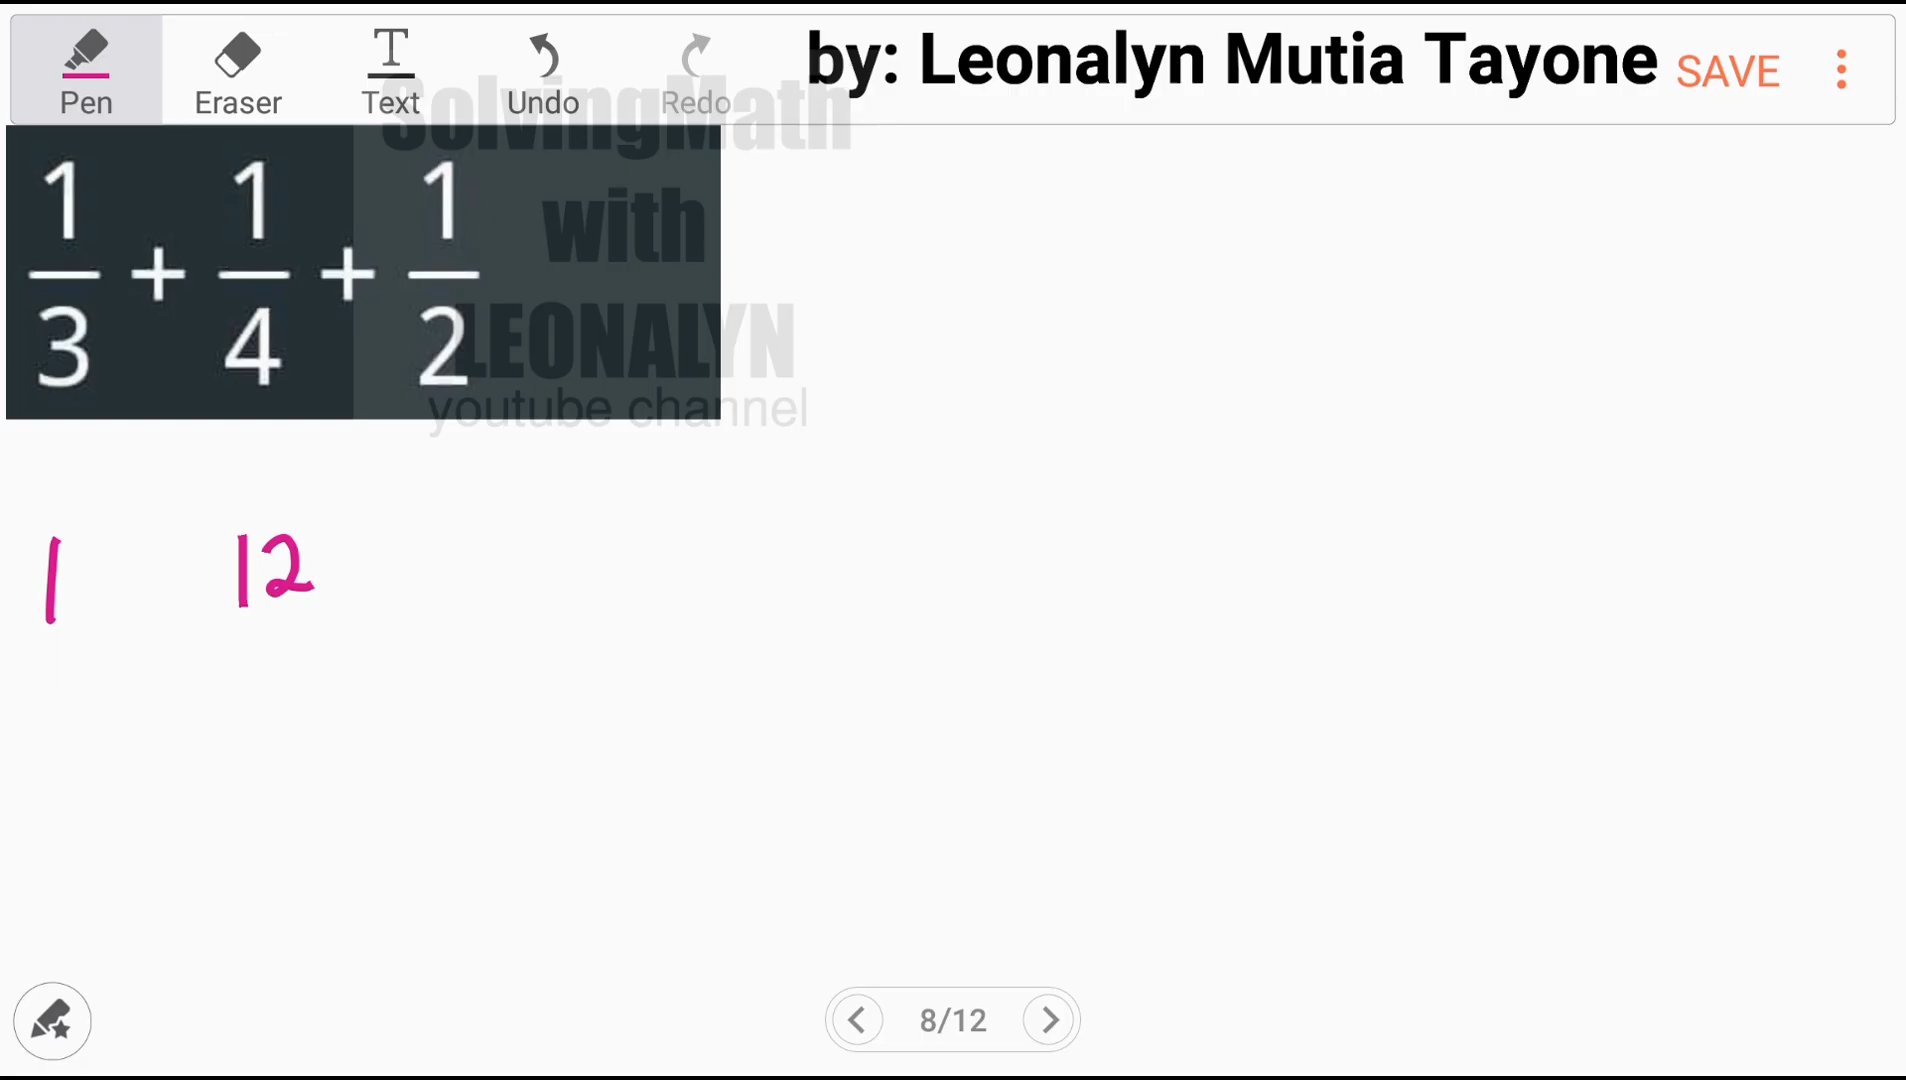 by: Leonalyn Mutia Tayone
SAVE
Pen Eraser Text Undo Redo
SolvingMath
with
LEONALYN
youtube channel
1/3 + 1/4 + 1/2
1 12
8/12